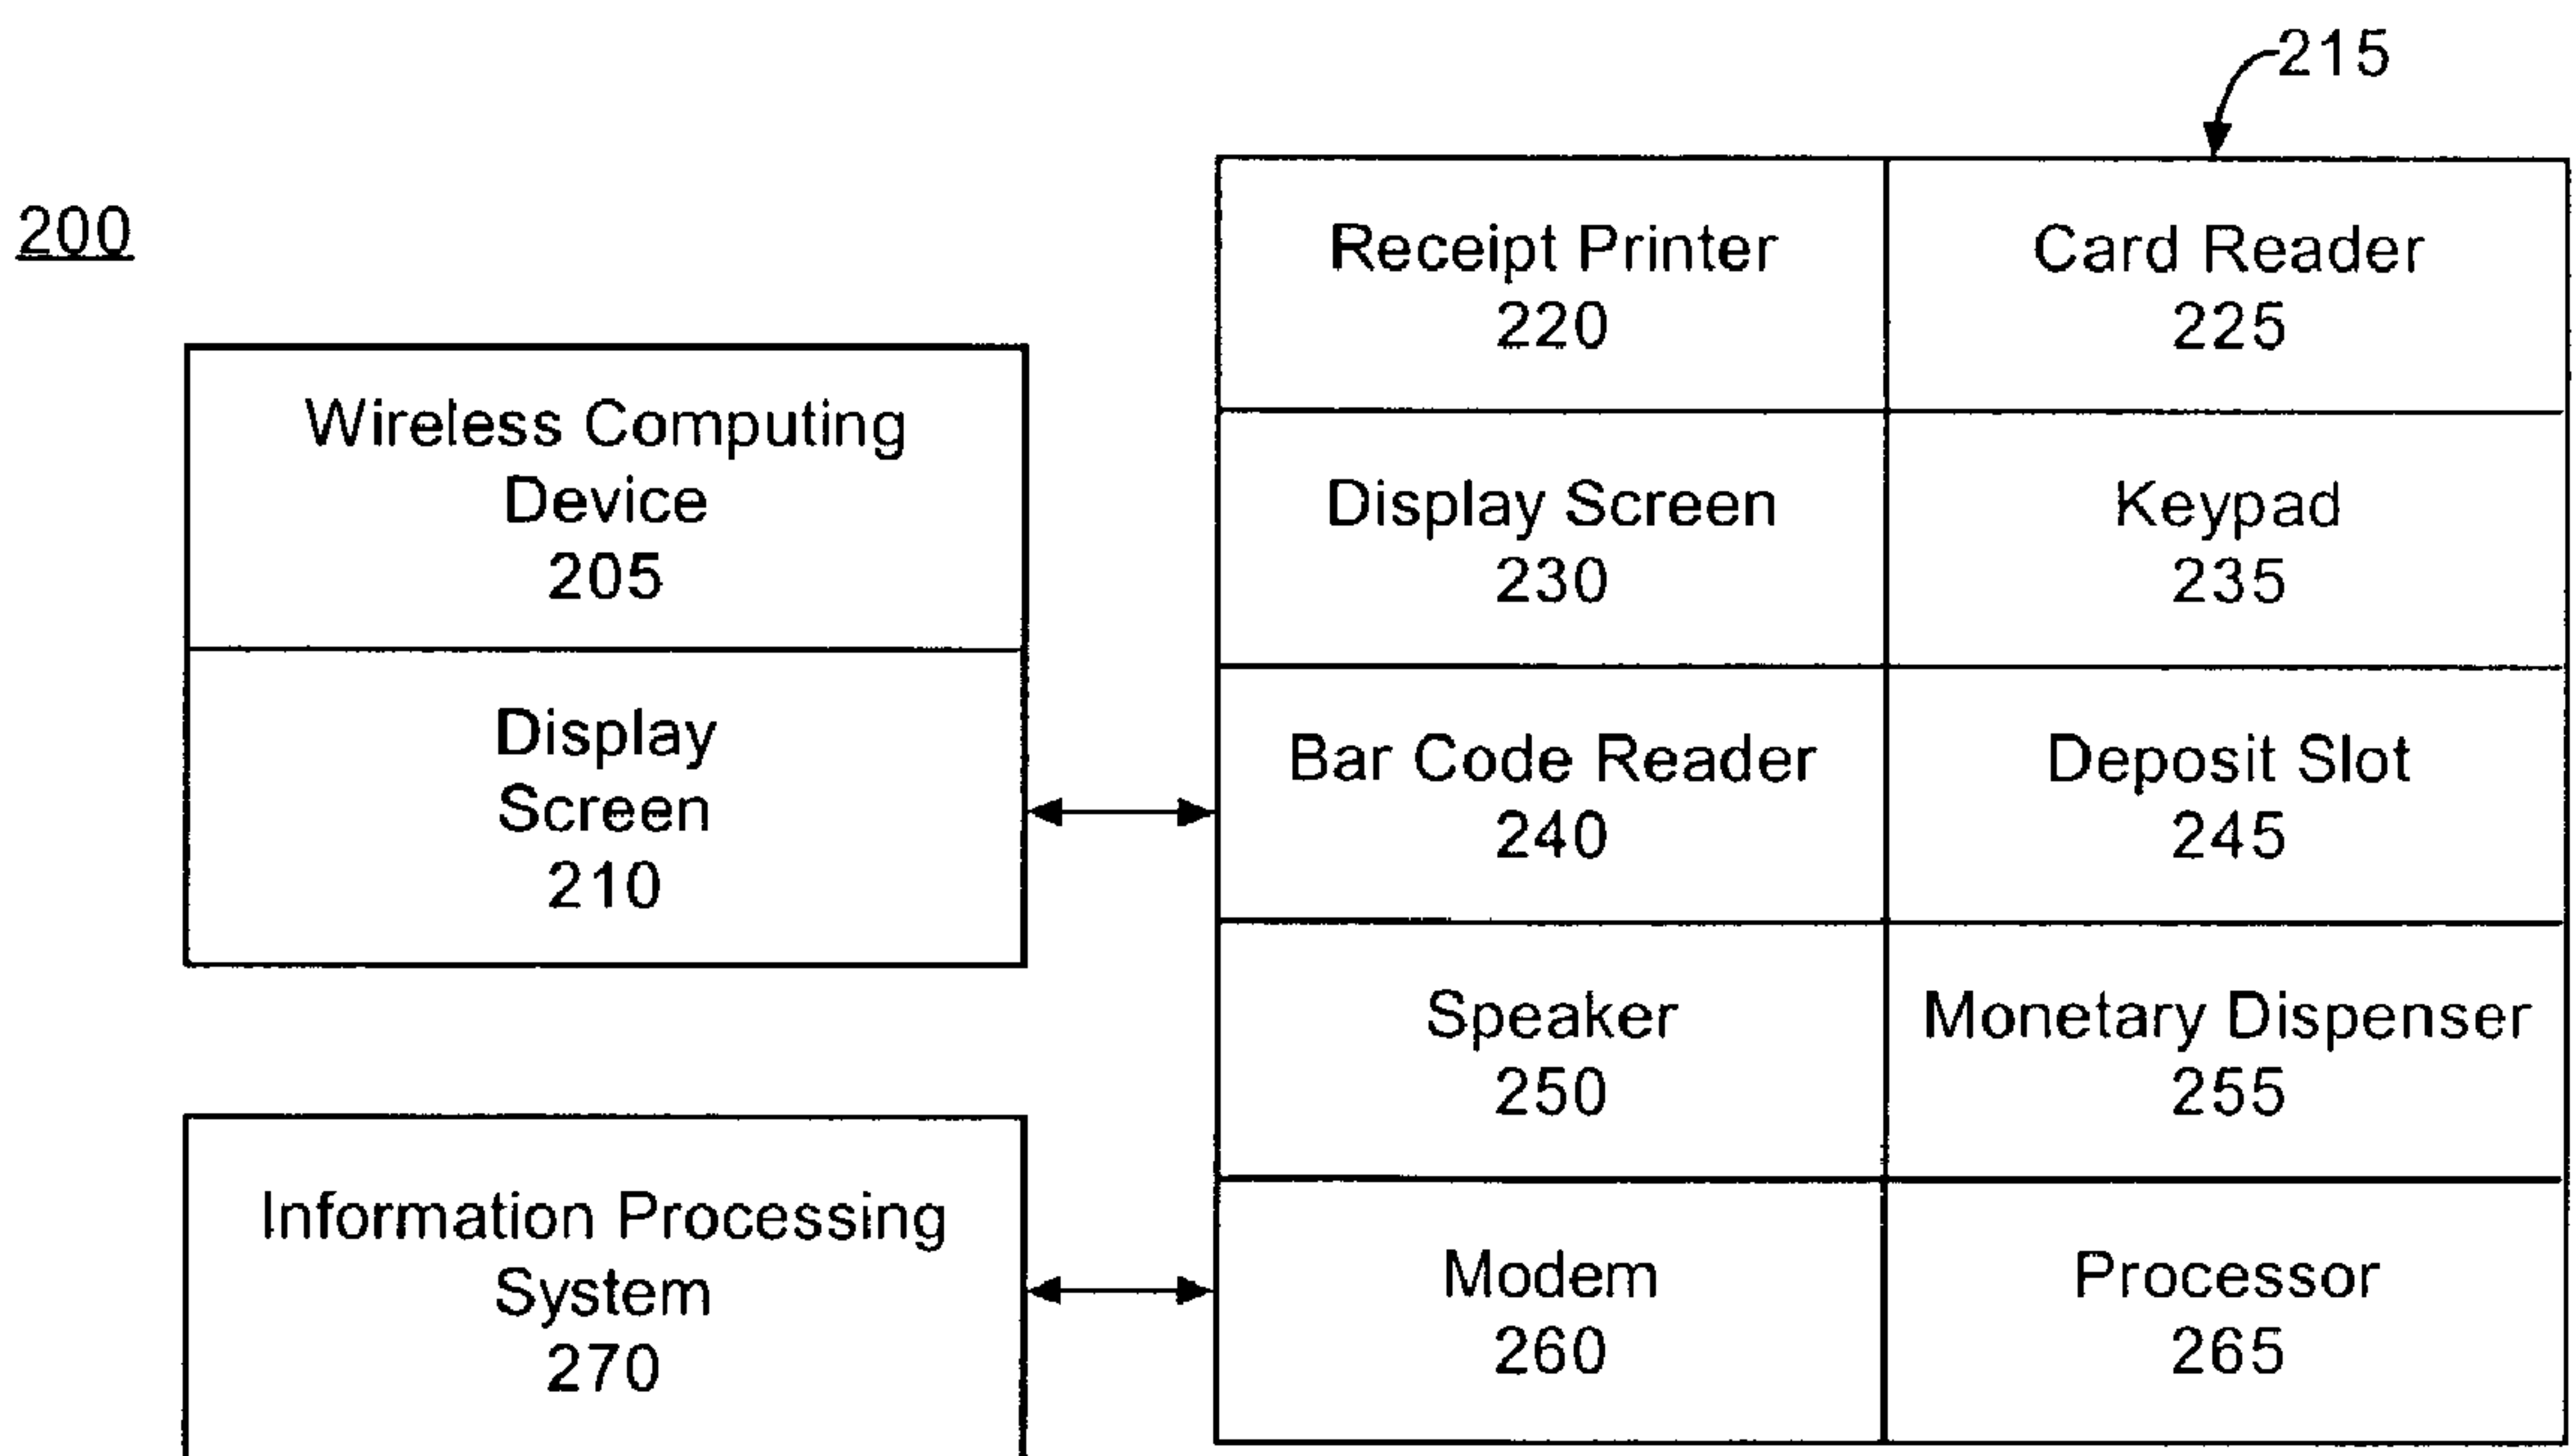 215
200
Receipt Printer
220
Card Reader
225
Wireless Computing
Device
205
Display Screen
230
Keypad
235
Display
Screen
210
Bar Code Reader
240
Deposit Slot
245
Speaker
250
Monetary Dispenser
255
Information Processing
System
270
Modem
260
Processor
265